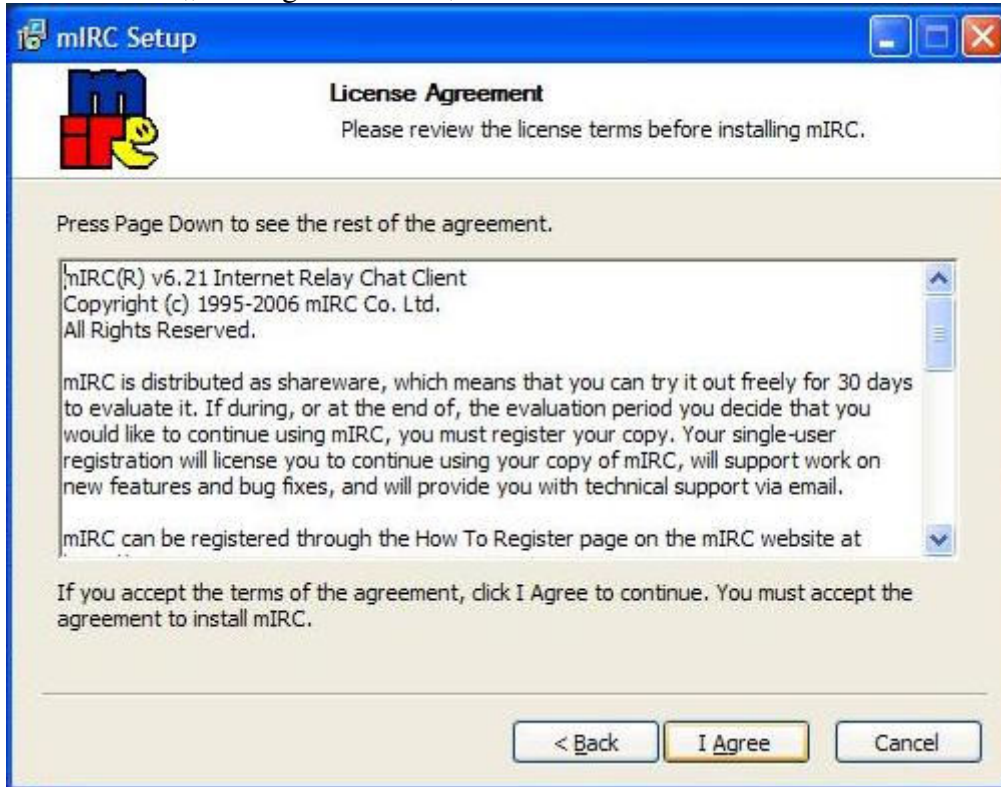 mIRC Setup
License Agreement
Please review the license terms before installing mIRC.
Press Page Down to see the rest of the agreement.
mIRC(R) v6.21 Internet Relay Chat Client
Copyright (c) 1995-2006 mIRC Co. Ltd.
All Rights Reserved.
mIRC is distributed as shareware, which means that you can try it out freely for 30 days
to evaluate it. If during, or at the end of, the evaluation period you decide that you
would like to continue using mIRC, you must register your copy. Your single-user
registration will license you to continue using your copy of mIRC, will support work on
new features and bug fixes, and will provide you with technical support via email.
mIRC can be registered through the How To Register page on the mIRC website at
If you accept the terms of the agreement, click I Agree to continue. You must accept the
agreement to install mIRC.
< Back
I Agree
Cancel